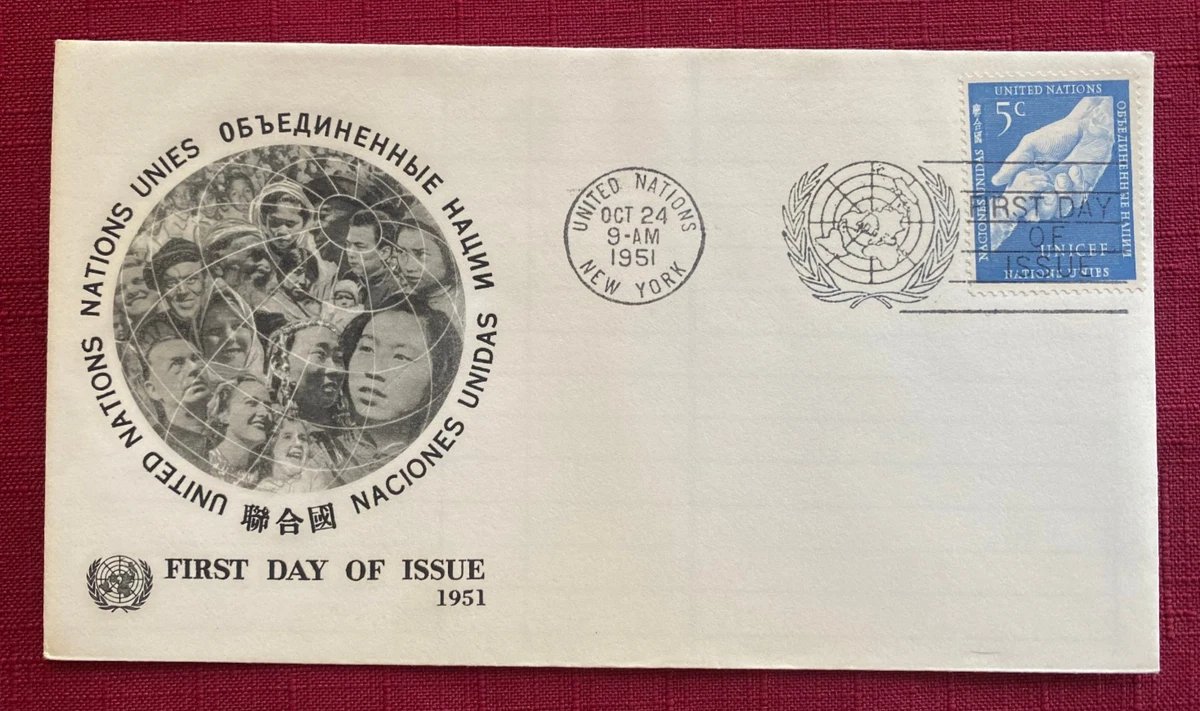 UNITED NATIONS NATIONS UNIES ОБЪЕДИНЕННЫЕ НАЦИИ
NACIONES UNIDAS
聯合國
FIRST DAY OF ISSUE
1951
UNITED NATIONS
OCT 24
9-AM
1951
NEW YORK
UNITED NATIONS
5c
NACIONES UNIDAS
ОБЪЕДИНЕННЫЕ НАЦИИ
UNICEF
NATIONS UNIES
FIRST DAY
OF
ISSUE